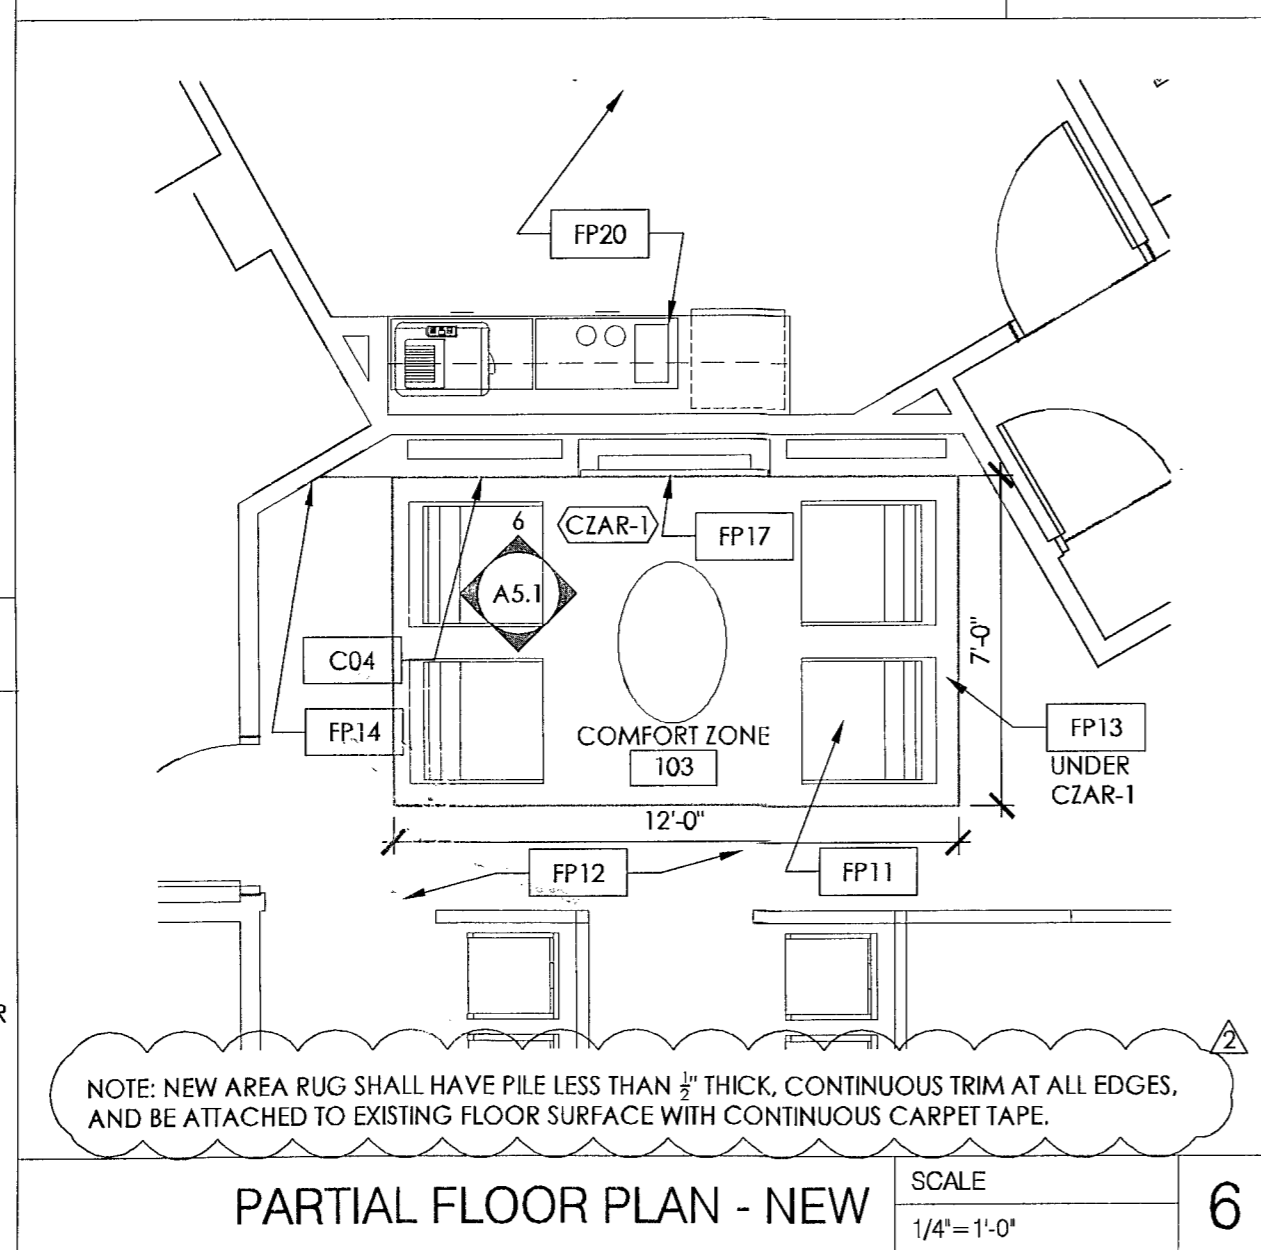 FP20
6
CZAR-1
FP17
A5.1
7'-0"
C04
FP14
FP13
UNDER
CZAR-1
COMFORT ZONE
103
12'-0"
FP12
FP11
R
2
NOTE: NEW AREA RUG SHALL HAVE PILE LESS THAN ½" THICK, CONTINUOUS TRIM AT ALL EDGES,
AND BE ATTACHED TO EXISTING FLOOR SURFACE WITH CONTINUOUS CARPET TAPE.
PARTIAL FLOOR PLAN - NEW
SCALE
1/4"=1'-0"
6